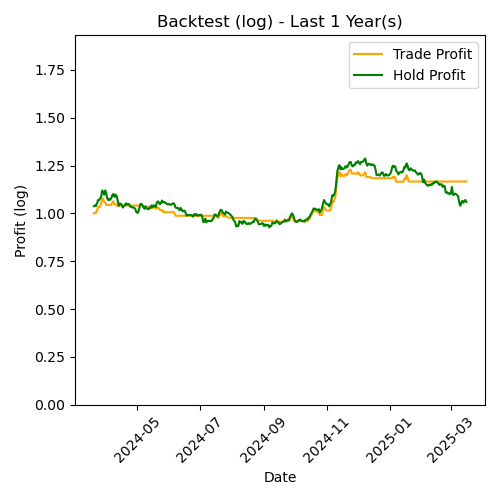 Backtest (log) - Last 1 Year(s)
Trade Profit
Hold Profit
Profit (log)
1.75
1.50
1.25
1.00
0.75
0.50
0.25
0.00
2024-05
2024-07
2024-09
2024-11
2025-01
2025-03
Date